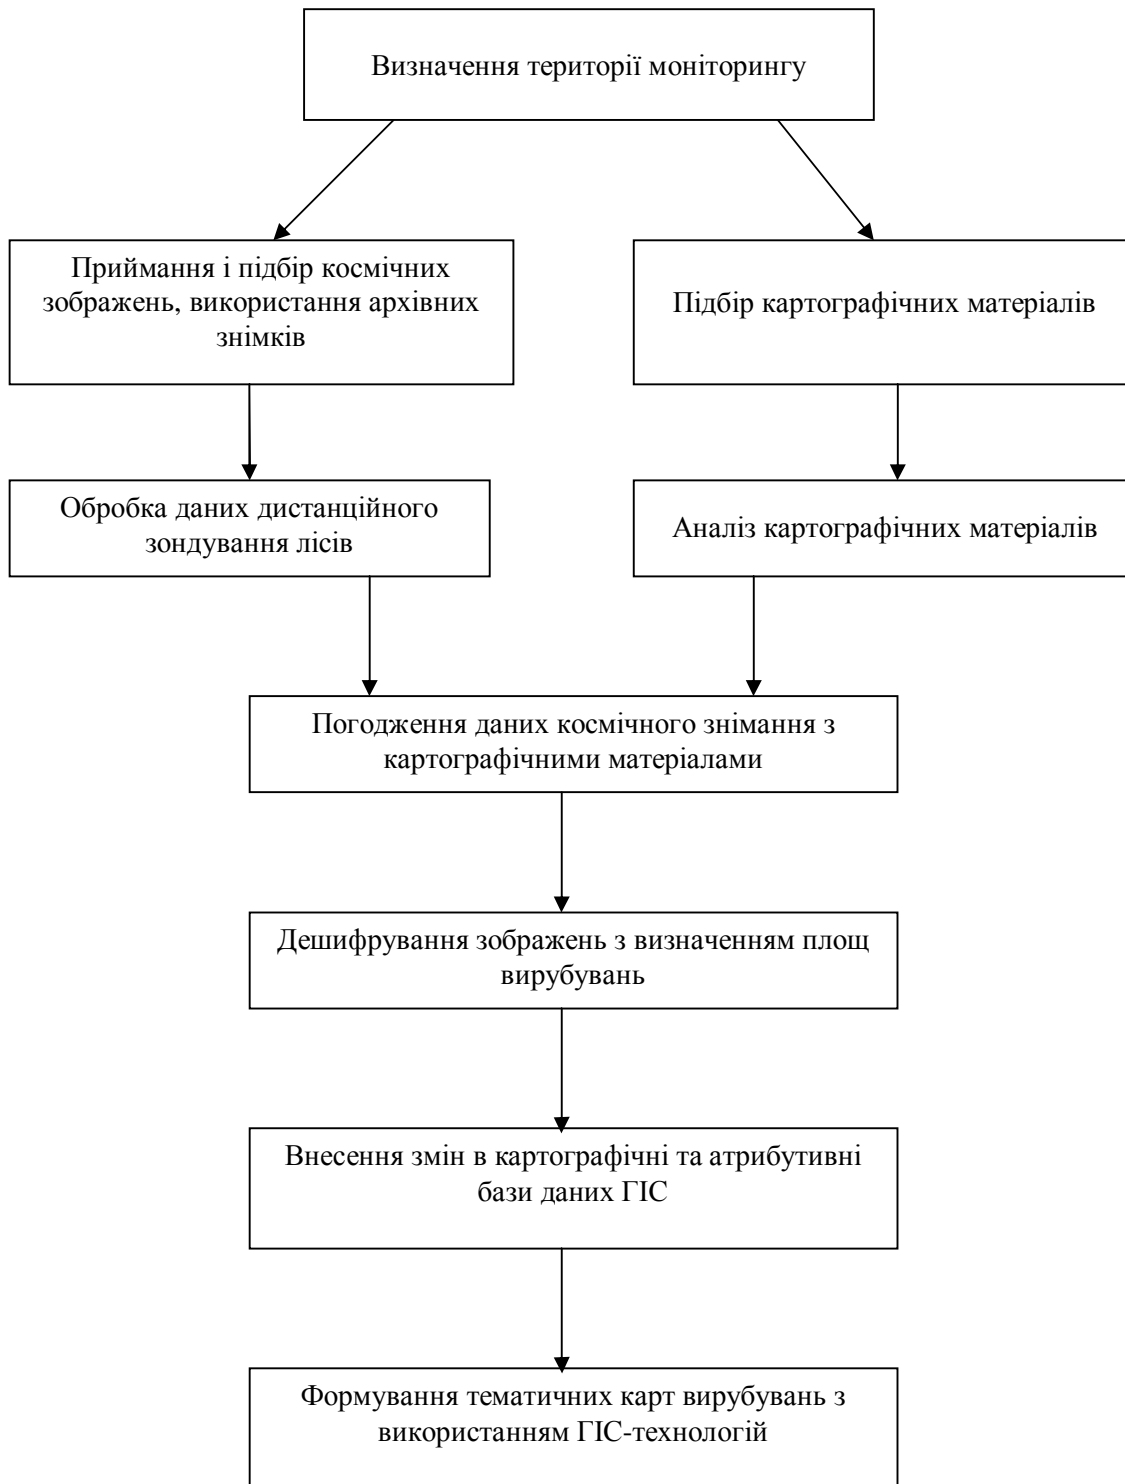 Визначення території моніторингу
Приймання і підбір космічних
зображень, використання архівних
знімків
Підбір картографічних матеріалів
Обробка даних дистанційного
зондування лісів
Аналіз картографічних матеріалів
Погодження даних космічного знімання з
картографічними матеріалами
Дешифрування зображень з визначенням площ
вирубувань
Внесення змін в картографічні та атрибутивні
бази даних ГІС
Формування тематичних карт вирубувань з
використанням ГІС-технологій